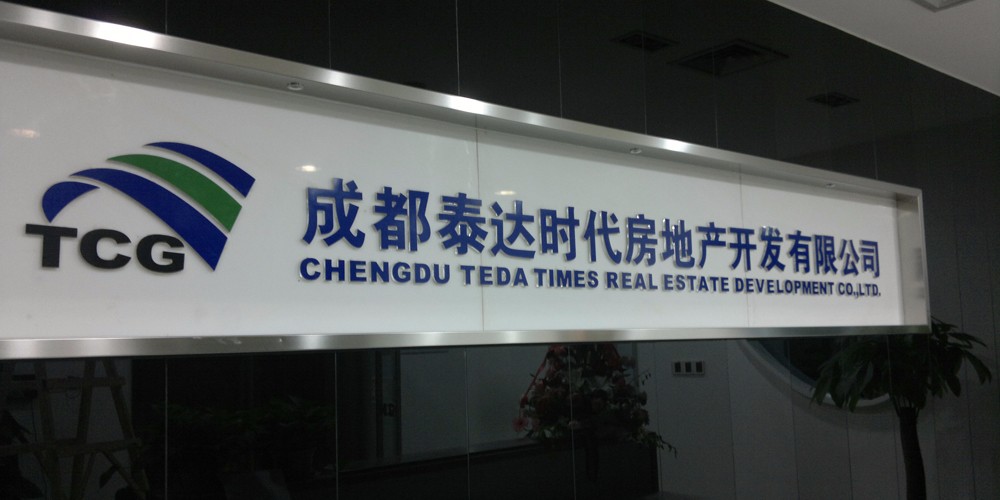 TCG
成都泰达时代房地产开发有限公司
CHENGDU TEDA TIMES REAL ESTATE DEVELOPMENT CO.,LTD.